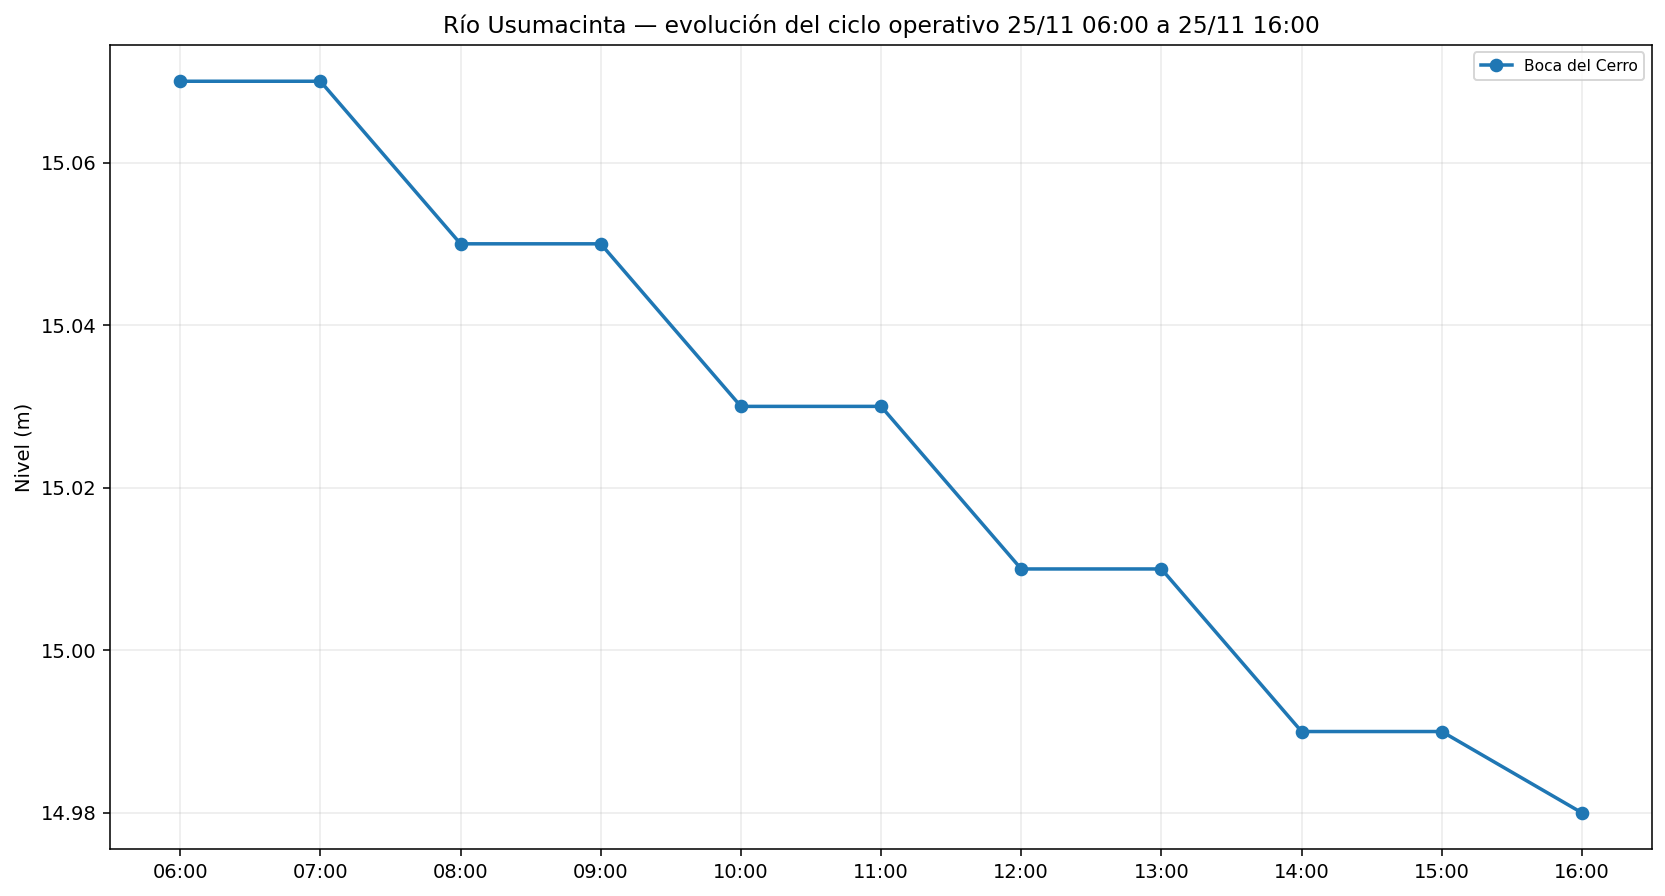 Río Usumacinta — evolución del ciclo operativo 25/11 06:00 a 25/11 16:00
Boca del Cerro
Nivel (m)
15.06
15.04
15.02
15.00
14.98
06:00 07:00 08:00 09:00 10:00 11:00 12:00 13:00 14:00 15:00 16:00